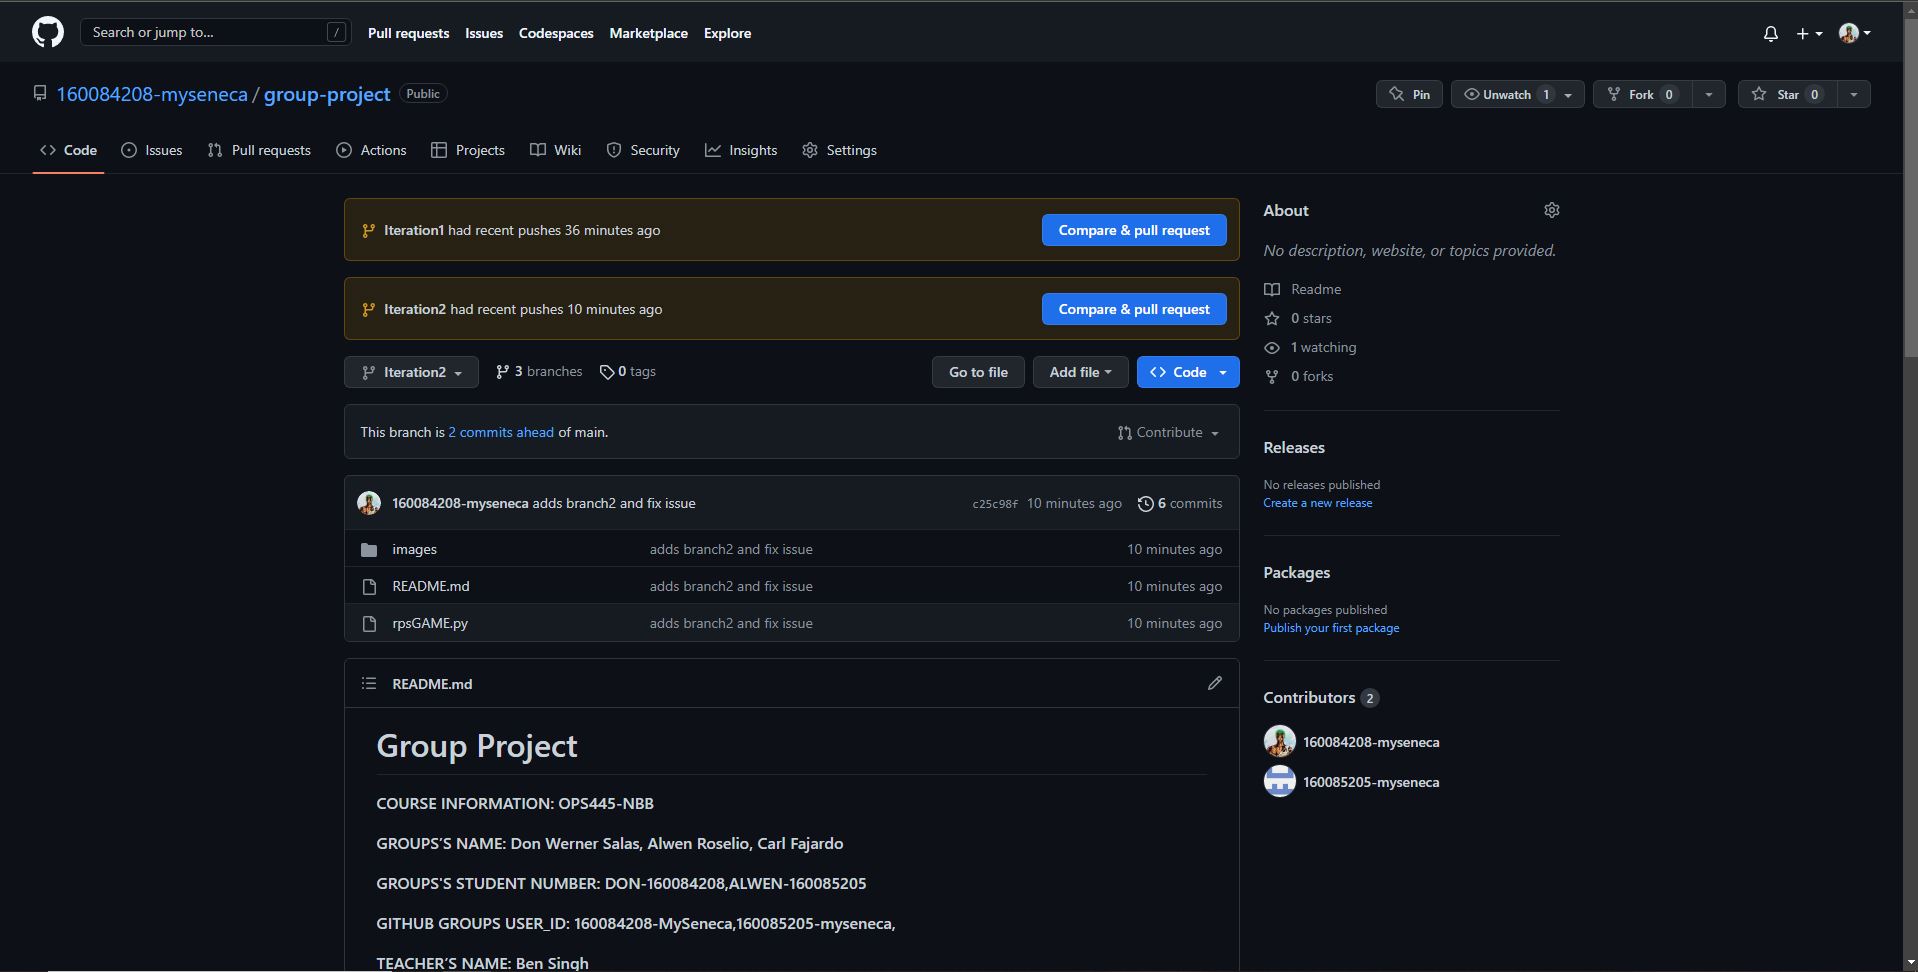 Search or jump to... /
Pull requests Issues Codespaces Marketplace Explore
160084208-myseneca / group-project Public
Pin Unwatch 1 Fork 0 Star 0
Code Issues Pull requests Actions Projects Wiki Security Insights Settings
Iteration1 had recent pushes 36 minutes ago Compare & pull request
Iteration2 had recent pushes 10 minutes ago Compare & pull request
Iteration2 3 branches 0 tags Go to file Add file Code
This branch is 2 commits ahead of main. Contribute
160084208-myseneca adds branch2 and fix issue c25c98f 10 minutes ago 6 commits
images adds branch2 and fix issue 10 minutes ago
README.md adds branch2 and fix issue 10 minutes ago
rpsGAME.py adds branch2 and fix issue 10 minutes ago
README.md
Group Project
COURSE INFORMATION: OPS445-NBB
GROUPS’S NAME: Don Werner Salas, Alwen Roselio, Carl Fajardo
GROUPS'S STUDENT NUMBER: DON-160084208,ALWEN-160085205
GITHUB GROUPS USER_ID: 160084208-MySeneca,160085205-myseneca,
TEACHER’S NAME: Ben Singh
About
No description, website, or topics provided.
Readme
0 stars
1 watching
0 forks
Releases
No releases published
Create a new release
Packages
No packages published
Publish your first package
Contributors 2
160084208-myseneca
160085205-myseneca